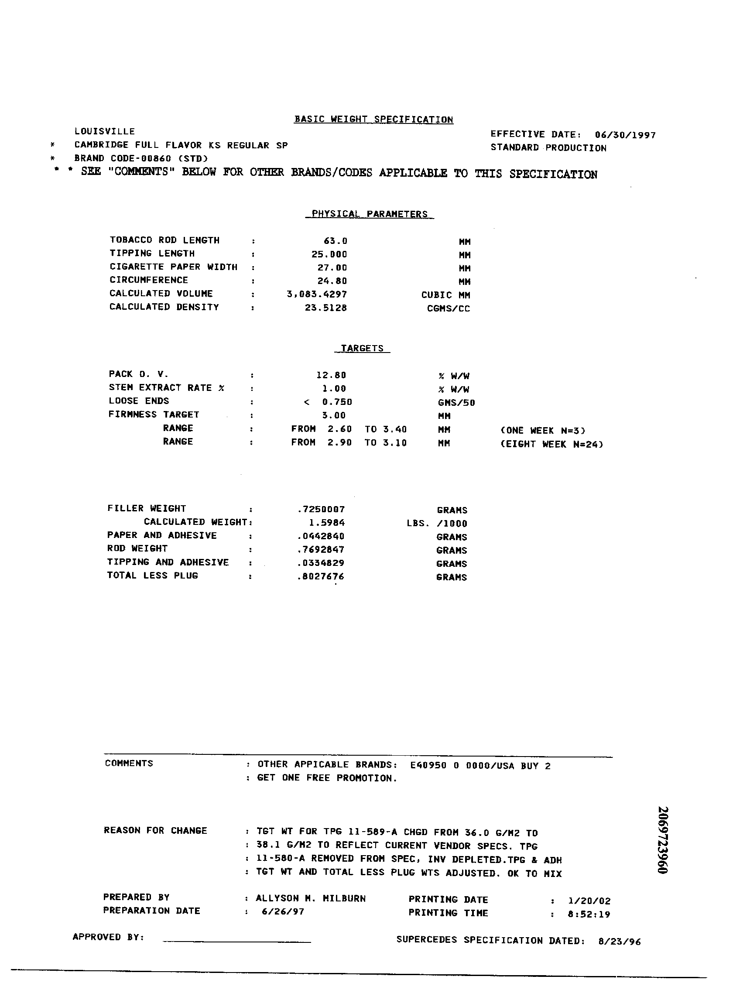 BASIC WEIGHT SPECIFICATION
LOUISVILLE EFFECTIVE DATE: 06/30/1997
* CAMBRIDGE FULL FLAVOR KS REGULAR SP STANDARD PRODUCTION
* BRAND CODE-00860 (STD)
* * SEE "COMMENTS" BELOW FOR OTHER BRANDS/CODES APPLICABLE TO THIS SPECIFICATION
PHYSICAL PARAMETERS
TOBACCO ROD LENGTH : 63.0 MM
TIPPING LENGTH : 25.000 MM
CIGARETTE PAPER WIDTH : 27.00 MM
CIRCUMFERENCE : 24.80 MM
CALCULATED VOLUME : 3,083.4297 CUBIC MM
CALCULATED DENSITY : 23.5128 CGMS/CC
TARGETS
PACK O. V. : 12.80 % W/W
STEM EXTRACT RATE % : 1.00 % W/W
LOOSE ENDS : < 0.750 GMS/50
FIRMNESS TARGET : 3.00 MM
RANGE : FROM 2.60 TO 3.40 MM (ONE WEEK N=3)
RANGE : FROM 2.90 TO 3.10 MM (EIGHT WEEK N=24)
FILLER WEIGHT : .7250007 GRAMS
CALCULATED WEIGHT: 1.5984 LBS. /1000
PAPER AND ADHESIVE : .0442840 GRAMS
ROD WEIGHT : .7692847 GRAMS
TIPPING AND ADHESIVE : .0334829 GRAMS
TOTAL LESS PLUG : .8027676 GRAMS
COMMENTS : OTHER APPICABLE BRANDS: E40950 0 0000/USA BUY 2
: GET ONE FREE PROMOTION.
REASON FOR CHANGE : TGT WT FOR TPG 11-589-A CHGD FROM 36.0 G/M2 TO
: 38.1 G/M2 TO REFLECT CURRENT VENDOR SPECS. TPG
: 11-580-A REMOVED FROM SPEC, INV DEPLETED.TPG & ADH
: TGT WT AND TOTAL LESS PLUG WTS ADJUSTED. OK TO MIX
PREPARED BY : ALLYSON M. MILBURN PRINTING DATE : 1/20/02
PREPARATION DATE : 6/26/97 PRINTING TIME : 8:52:19
APPROVED BY: SUPERCEDES SPECIFICATION DATED: 8/23/96
2069723960